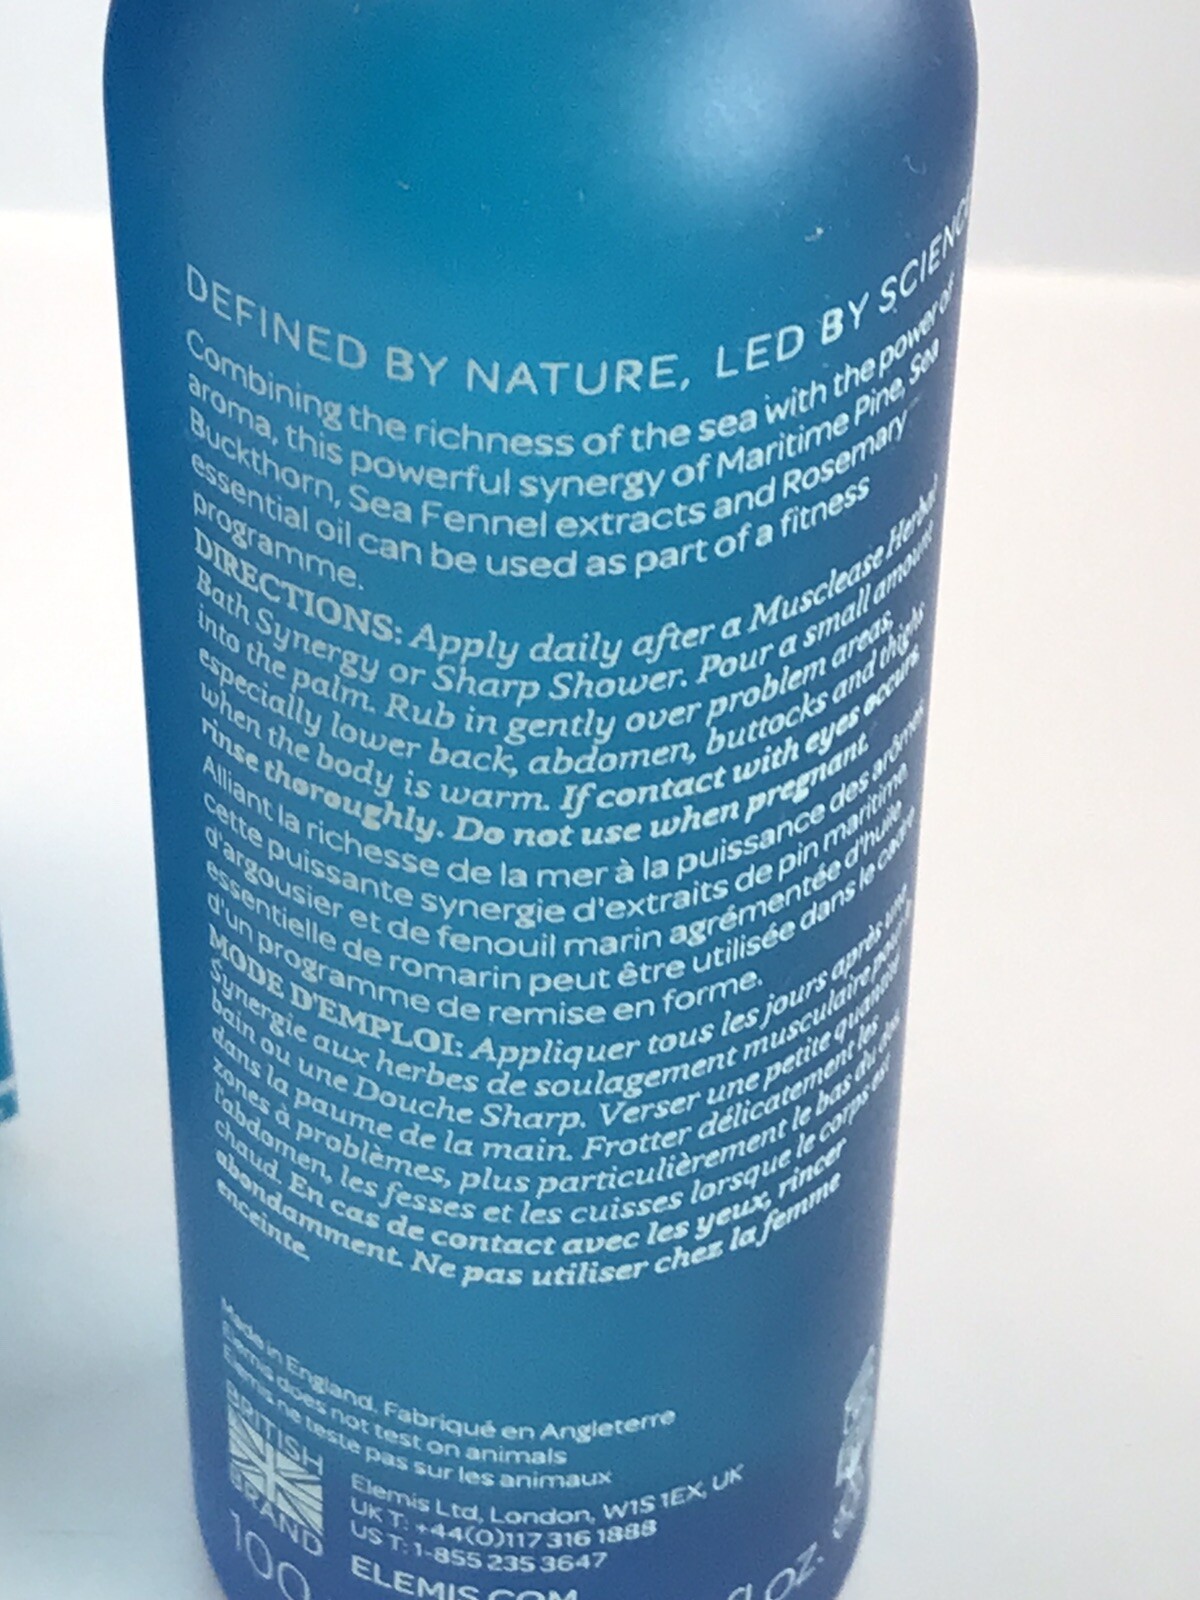 DEFINED BY NATURE, LED BY SCIENC
Combining the richness of the sea with the power of
aroma, this powerful synergy of Maritime Pine, Sea
Buckthorn, Sea Fennel extracts and Rosemary
essential oil can be used as part of a fitness
programme.
DIRECTIONS: Apply daily after a Musclease Herbal
Bath Synergy or Sharp Shower. Pour a small amount
into the palm. Rub in gently over problem areas,
especially lower back, abdomen, buttocks and thighs
when the body is warm. If contact with eyes occurs
rinse thoroughly. Do not use when pregnant.
Alliant la richesse de la mer à la puissance des arômes
cette puissante synergie d'extraits de pin maritime
d'argousier et de fenouil marin agrémentée d'huile
essentielle de romarin peut être utilisée dans le cadre
d'un programme de remise en forme.
MODE D'EMPLOI: Appliquer tous les jours après une
Synergie aux herbes de soulagement musculaire pour le
bain ou une Douche Sharp. Verser une petite quantité
dans la paume de la main. Frotter délicatement les
zones à problèmes, plus particulièrement le bas du dos
l'abdomen, les fesses et les cuisses lorsque le corps est
chaud. En cas de contact avec les yeux, rincer
abondamment. Ne pas utiliser chez la femme
enceinte.
Made in England. Fabriqué en Angleterre
Elemis does not test on animals
Elemis ne teste pas sur les animaux
BRITISH
BRAND
Elemis Ltd, London, W1S 1EX, UK
UK T: +44(0)117 316 1888
US T: 1-855 235 3647
ELEMIS.COM
100
fl.oz.